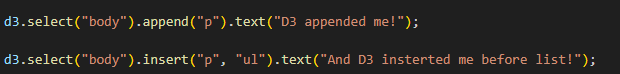 d3.select("body").append("p").text("D3 appended me!");
d3.select("body").insert("p", "ul").text("And D3 insterted me before list!");